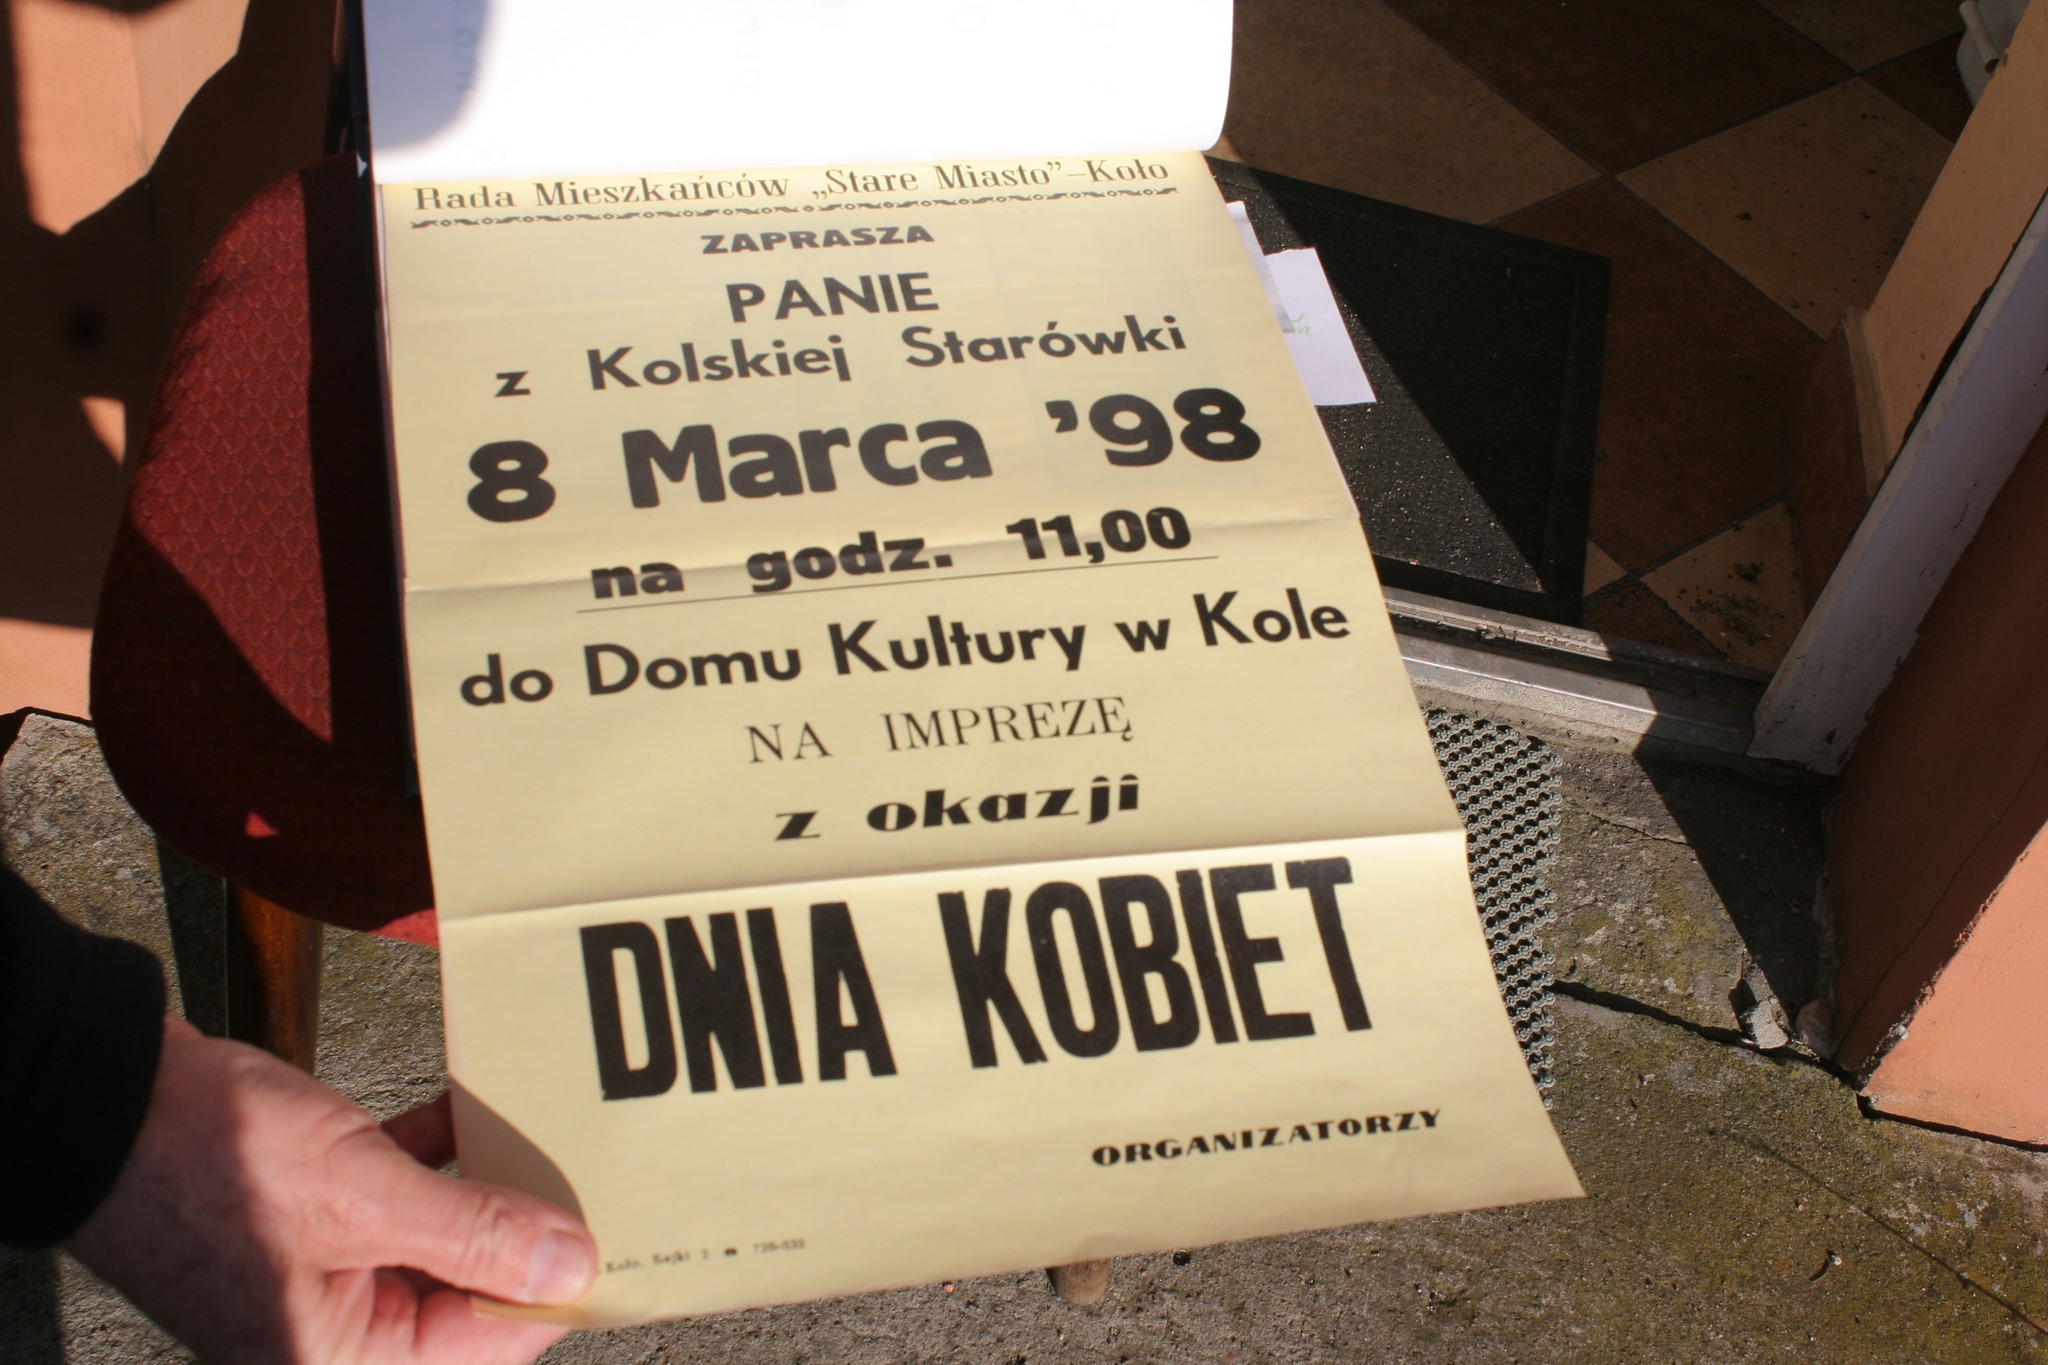 Rada Mieszkańców „Stare Miasto”–Koło
ZAPRASZA
PANIE
z Kolskiej Starówki
8 Marca ’98
na godz. 11,00
do Domu Kultury w Kole
NA IMPREZĘ
z okazji
DNIA KOBIET
ORGANIZATORZY
Koło,